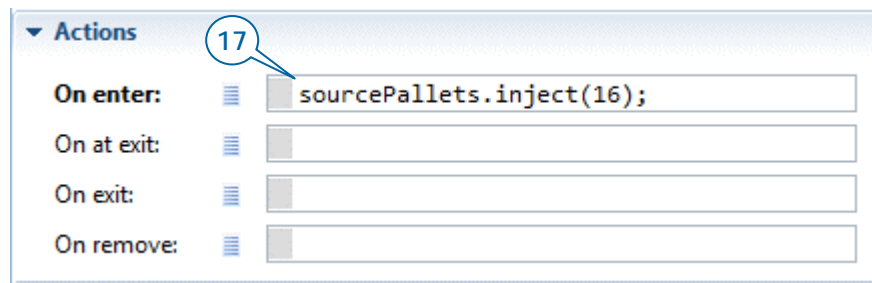 Actions
17
On enter:
sourcePallets.inject(16);
On at exit:
On exit:
On remove: